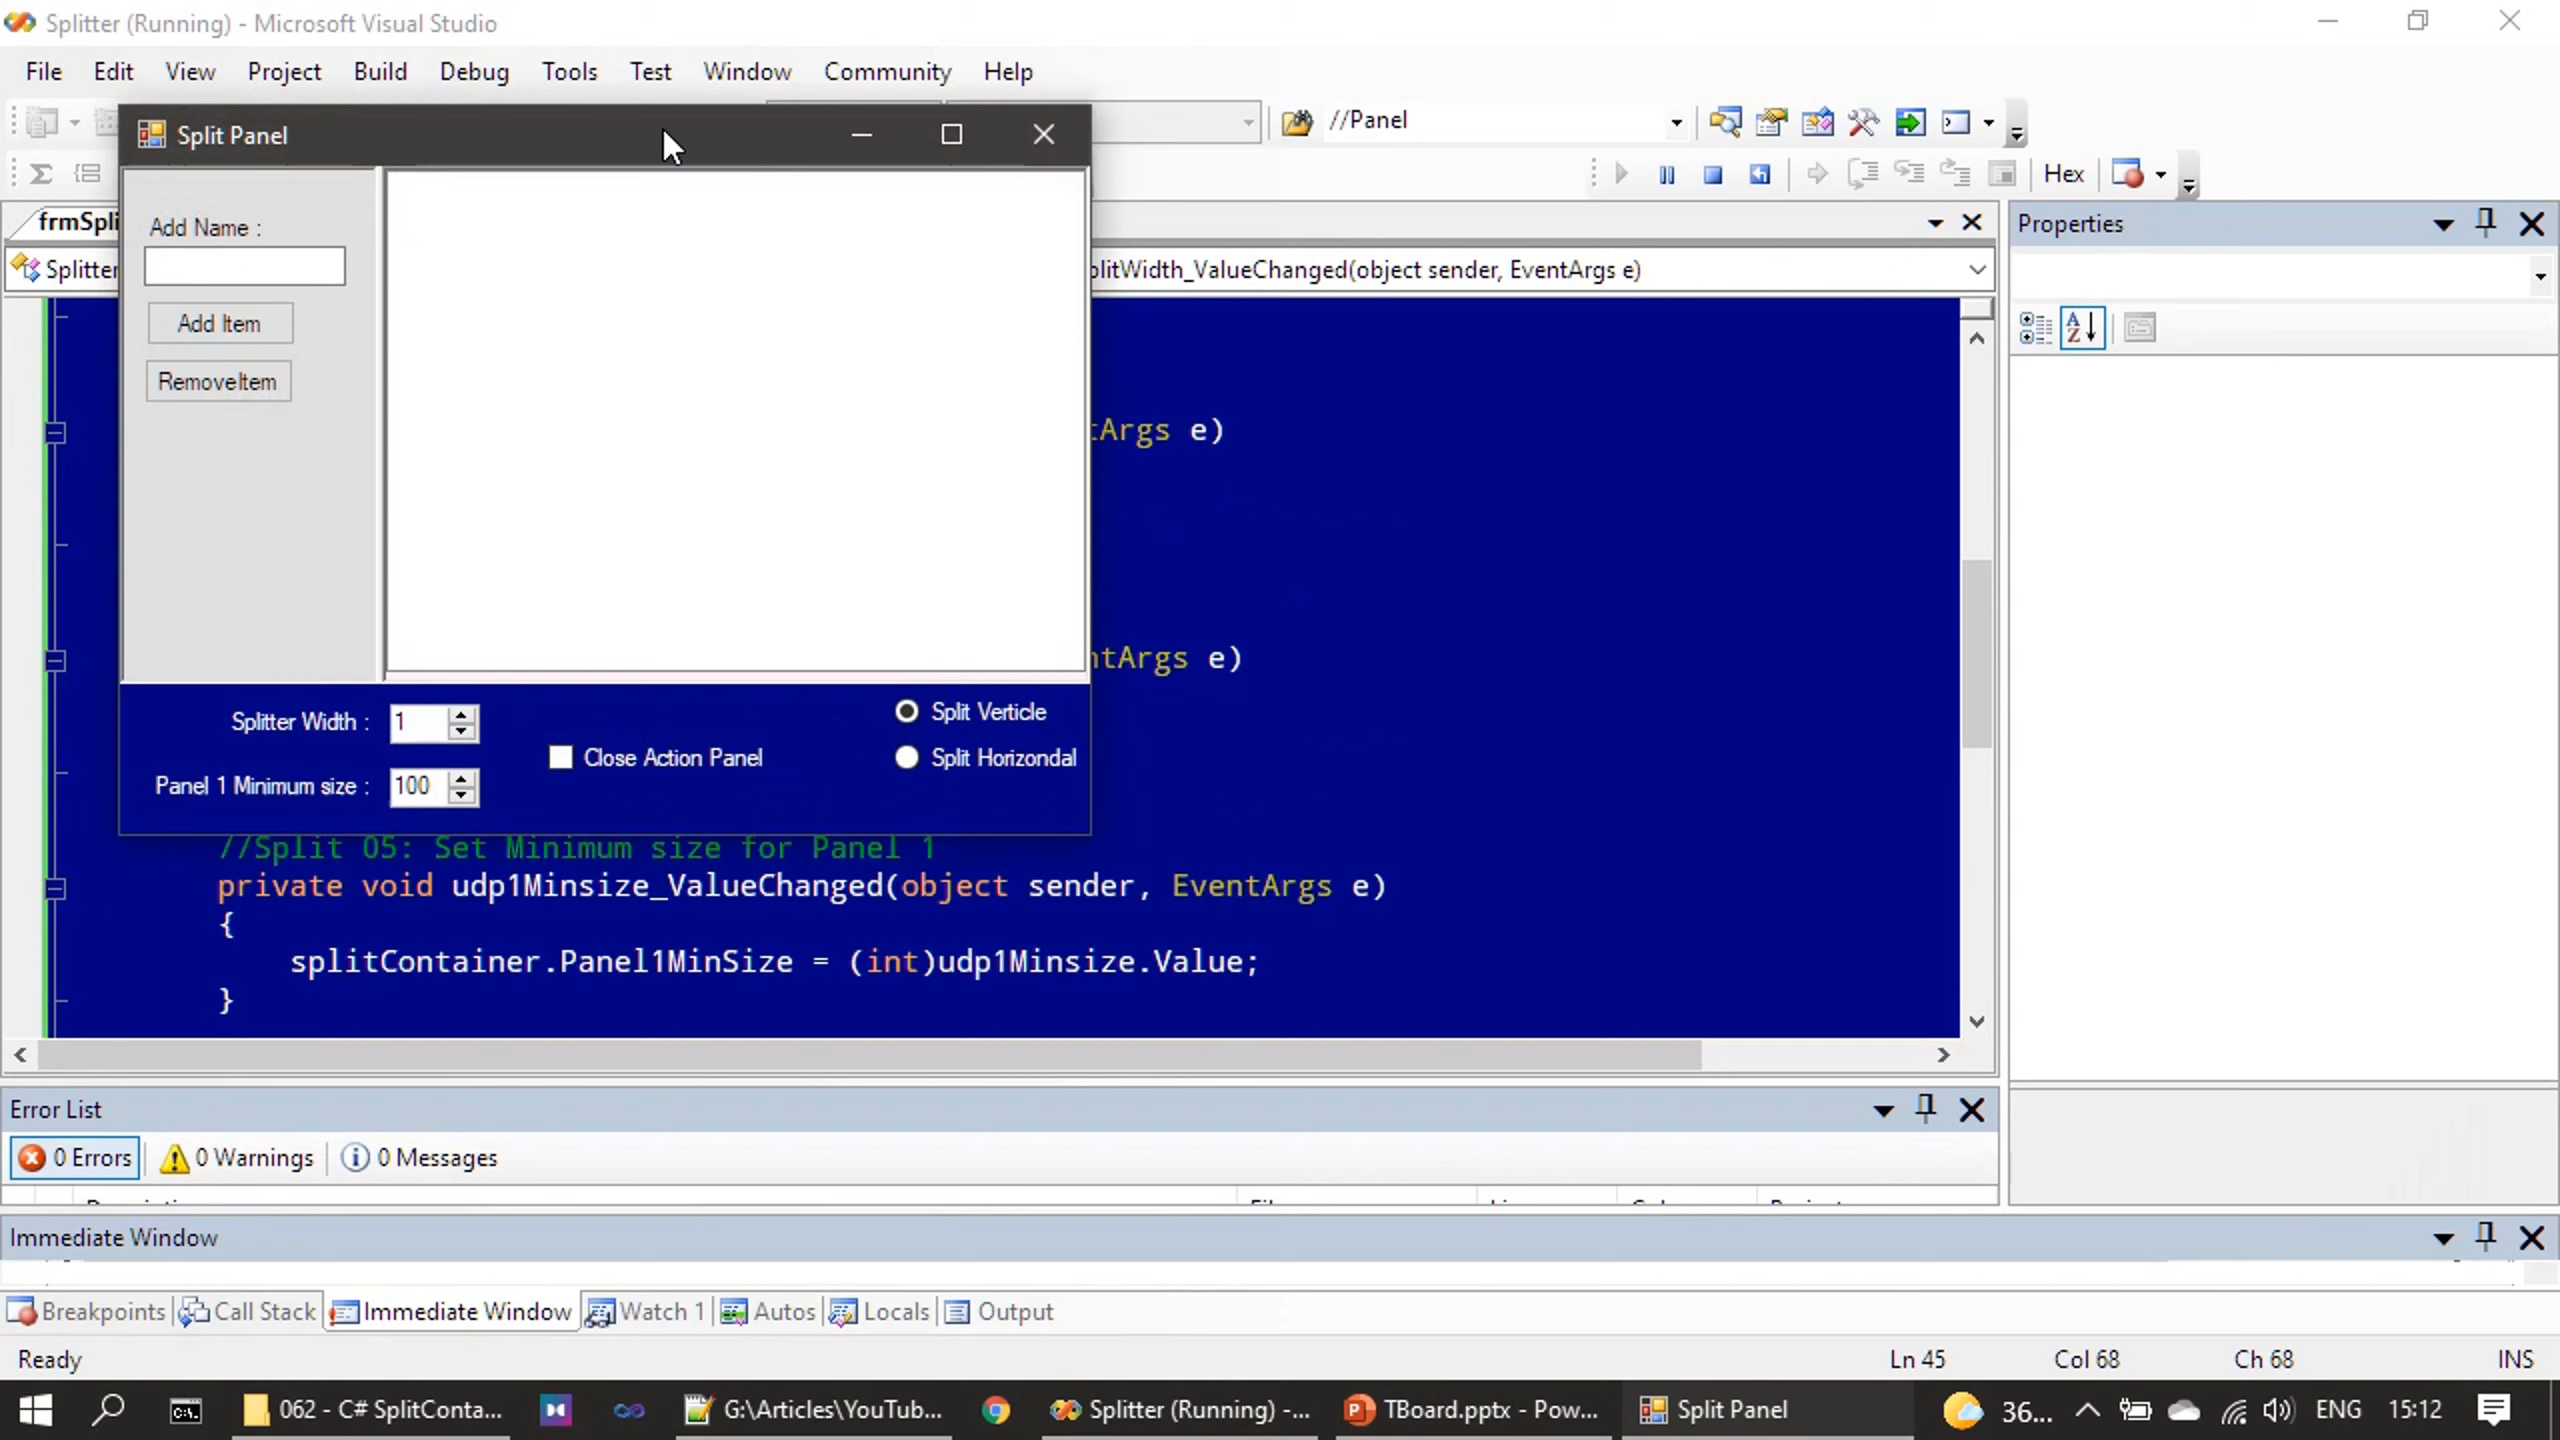 Splitter (Running) - Microsoft Visual Studio
File Edit View Project Build Debug Tools Test Window Community Help
Split Panel
//Panel
Hex
Add Name :
Add Item
RemoveItem
Splitter Width : 1
Panel 1 Minimum size : 100
Close Action Panel
Split Verticle
Split Horizondal
frmSpli
Splitter
plitWidth_ValueChanged(object sender, EventArgs e)
tArgs e)
ntArgs e)
//Split 05: Set Minimum size for Panel 1
private void udp1Minsize_ValueChanged(object sender, EventArgs e)
{
splitContainer.Panel1MinSize = (int)udp1Minsize.Value;
}
Properties
Error List
0 Errors 0 Warnings 0 Messages
Immediate Window
Breakpoints Call Stack Immediate Window Watch 1 Autos Locals Output
Ready Ln 45 Col 68 Ch 68 INS
062 - C# SplitConta... G:\Articles\YouTub... Splitter (Running) -... TBoard.pptx - Pow... Split Panel 36... ENG 15:12